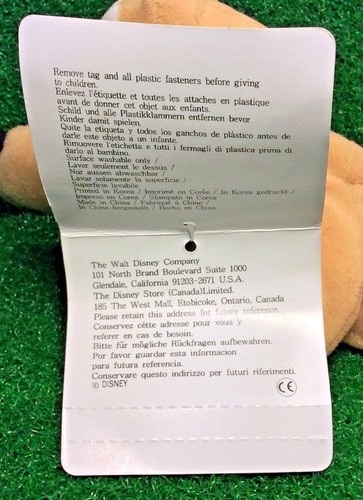 Remove tag and all plastic fasteners before giving
to children.
Enlevez l'étiquette et toutes les attaches en plastique
avant de donner cet objet aux enfants.
Schild und alle Plastikklammern entfernen bevor
Kinder damit spielen.
Quite la etiqueta y todos los ganchos de plàstico antes de
darle este objeto a un infante.
Rimuovere l'etichetta e tutti i fermagli di plastica prima di
darlo al bambino.
Surface washable only /
Laver seulement le dessus /
Nur aussen abwaschbar /
Lavar solamente la superficie /
Superficie lavabile
Printed in Korea / Imprimé en Corée / In Korea gedruckt /
Impreso en Corea / Stampato in Corea
Made in China / Fabriqué à Chine /
In China hergestellt / Hecho en China
The Walt Disney Company
101 North Brand Boulevard Suite 1000
Glendale, California 91203-2671 U.S.A.
The Disney Store (Canada)Limited.
185 The West Mall, Etobicoke, Ontario, Canada
Please retain this address for future reference.
Conservez cétte adresse pour vous y
referer en cas de besoin.
Bitte für mögliche Rückfragen aufbewahren.
Por favor guardar esta informacion
para futura referencia.
Conservare questo indirizzo per futuri riferimenti.
© DISNEY
CE